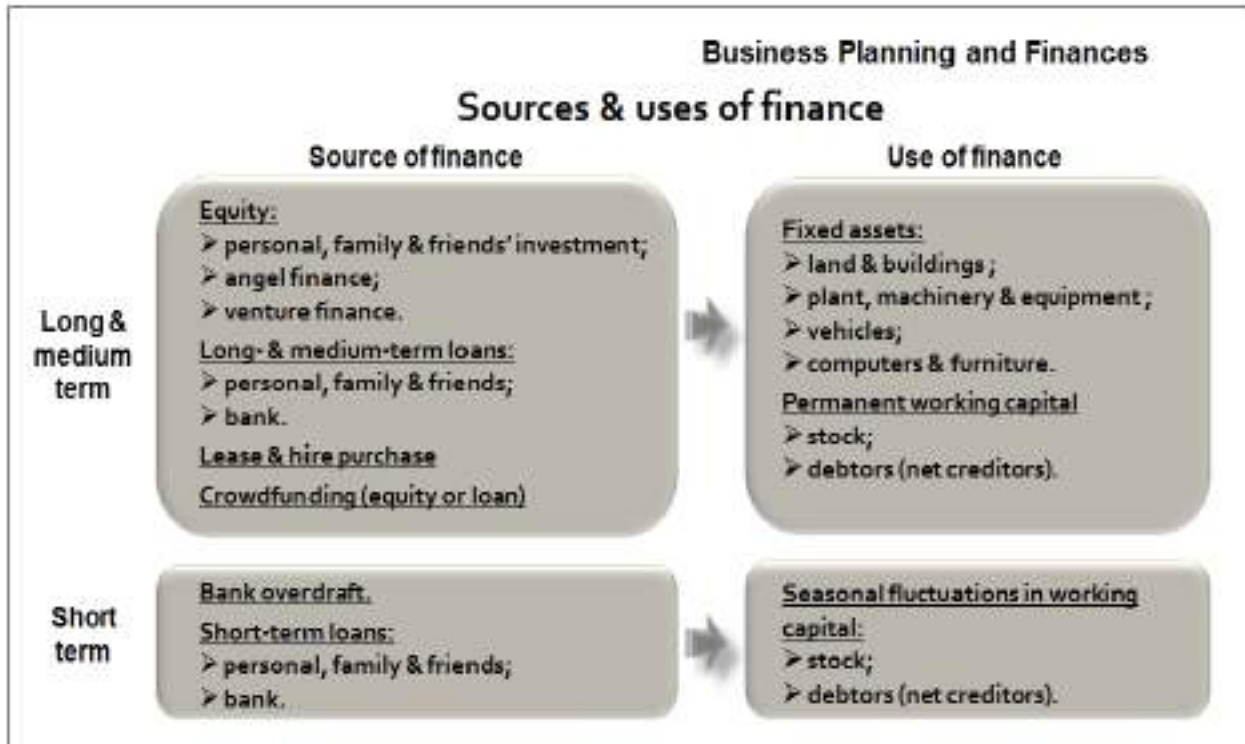 Business Planning and Finances
Sources & uses of finance
Source of finance
Use of finance
Long &
medium
term
Equity:
➢ personal, family & friends' investment;
➢ angel finance;
➢ venture finance.
Long- & medium-term loans:
➢ personal, family & friends;
➢ bank.
Lease & hire purchase
Crowdfunding (equity or loan)
Fixed assets:
➢ land & buildings ;
➢ plant, machinery & equipment ;
➢ vehicles;
➢ computers & furniture.
Permanent working capital
➢ stock;
➢ debtors (net creditors).
Short
term
Bank overdraft.
Short-term loans:
➢ personal, family & friends;
➢ bank.
Seasonal fluctuations in working
capital:
➢ stock;
➢ debtors (net creditors).